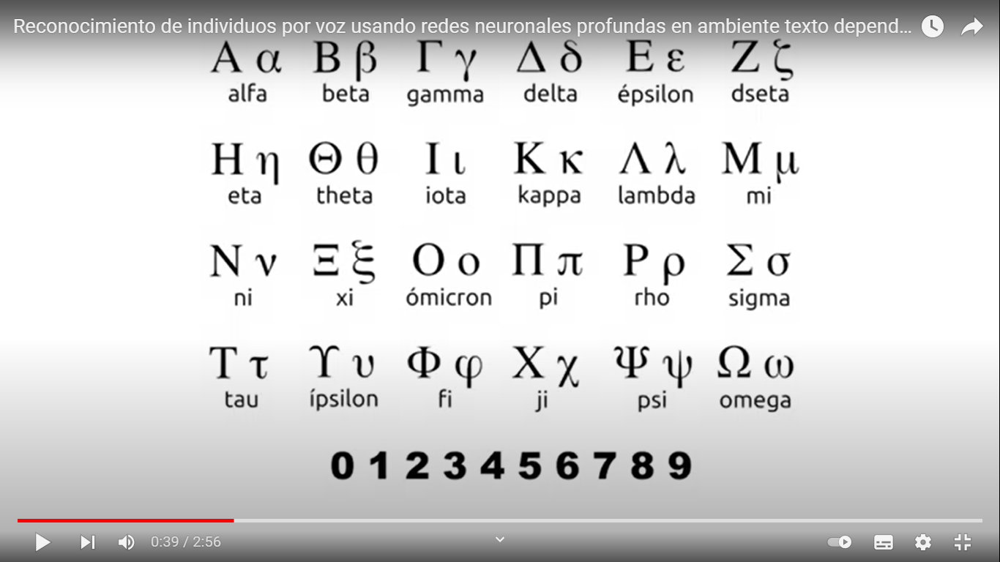 Reconocimiento de individuos por voz usando redes neuronales profundas en ambiente texto depend...
Α α Β β Γ γ Δ δ Ε ε Ζ ζ
alfa beta gamma delta épsilon dseta
Η η Θ θ Ι ι Κ κ Λ λ Μ μ
eta theta iota kappa lambda mi
Ν ν Ξ ξ Ο ο Π π Ρ ρ Σ σ
ni xi ómicron pi rho sigma
Τ τ ϒ υ Φ φ Χ χ Ψ ψ Ω ω
tau ípsilon fi ji psi omega
0 1 2 3 4 5 6 7 8 9
0:39 / 2:56